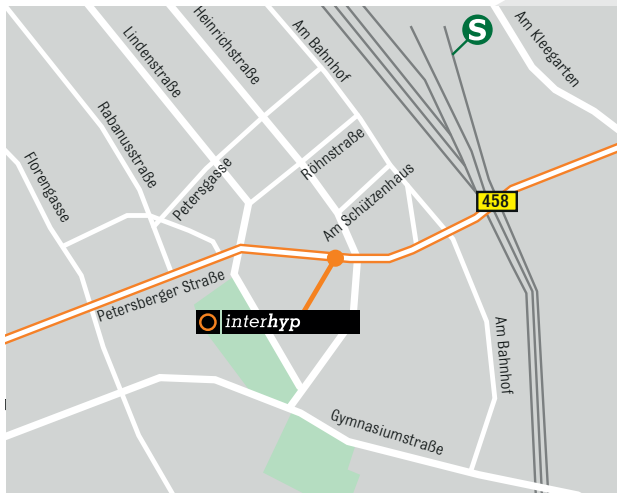 S
Am Kleegarten
Heinrichstraße
Am Bahnhof
Lindenstraße
Rabanusstraße
Röhnstraße
Florengasse
Petersgasse
Am Schützenhaus
458
Petersberger Straße
interhyp
Am Bahnhof
Gymnasiumstraße